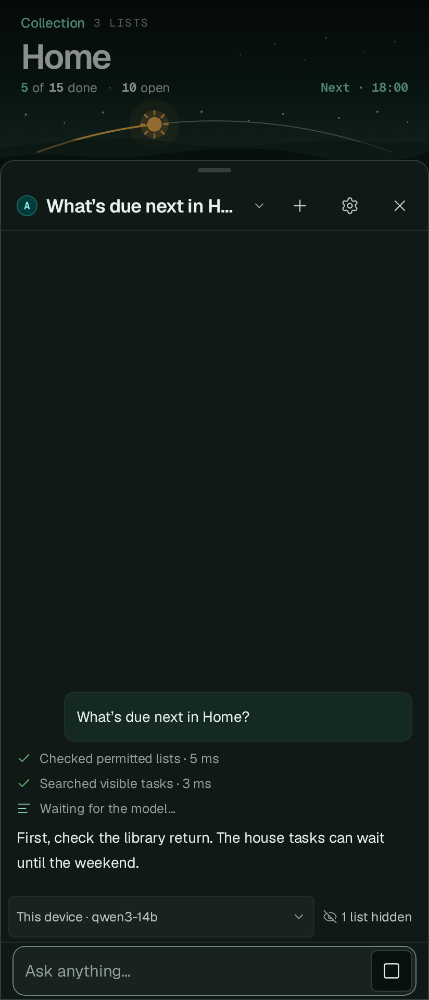 Collection 3 LISTS
Home
5 of 15 done · 10 open
Next · 18:00
A What's due next in H...
What's due next in Home?
Checked permitted lists · 5 ms
Searched visible tasks · 3 ms
Waiting for the model...
First, check the library return. The house tasks can wait
until the weekend.
This device · qwen3-14b
1 list hidden
Ask anything...